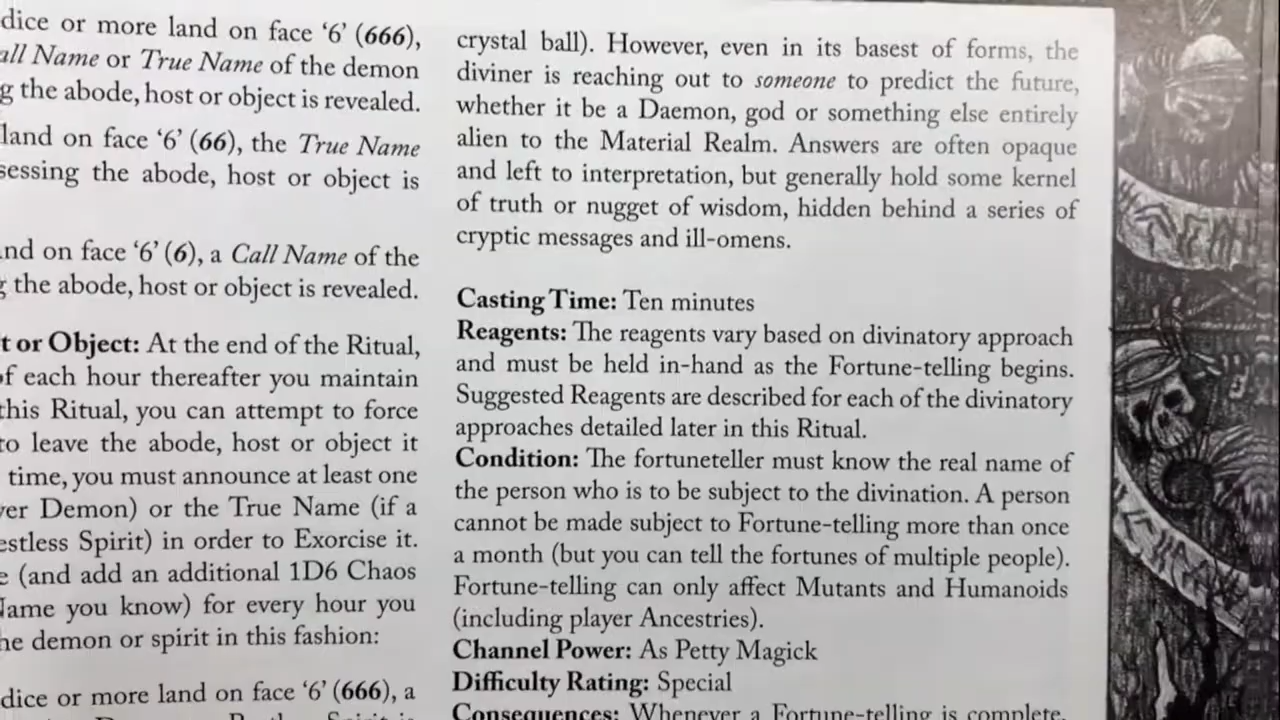 dice or more land on face ‘6’ (666),
Name or True Name of the demon
the abode, host or object is revealed.
land on face ‘6’ (66), the True Name
the abode, host or object is
on face ‘6’ (6), a Call Name of the
the abode, host or object is revealed.
or Object: At the end of the Ritual,
of each hour thereafter you maintain
this Ritual, you can attempt to force
to leave the abode, host or object it
time, you must announce at least one
Demon) or the True Name (if a
Spirit) in order to Exorcise it.
(and add an additional 1D6 Chaos
you know) for every hour you
demon or spirit in this fashion:
dice or more land on face ‘6’ (666), a
crystal ball). However, even in its basest of forms, the
diviner is reaching out to someone to predict the future,
whether it be a Daemon, god or something else entirely
alien to the Material Realm. Answers are often opaque
and left to interpretation, but generally hold some kernel
of truth or nugget of wisdom, hidden behind a series of
cryptic messages and ill-omens.
Casting Time: Ten minutes
Reagents: The reagents vary based on divinatory approach
and must be held in-hand as the Fortune-telling begins.
Suggested Reagents are described for each of the divinatory
approaches detailed later in this Ritual.
Condition: The fortuneteller must know the real name of
the person who is to be subject to the divination. A person
cannot be made subject to Fortune-telling more than once
a month (but you can tell the fortunes of multiple people).
Fortune-telling can only affect Mutants and Humanoids
(including player Ancestries).
Channel Power: As Petty Magick
Difficulty Rating: Special
Consequences: Whenever a Fortune-telling is complete,